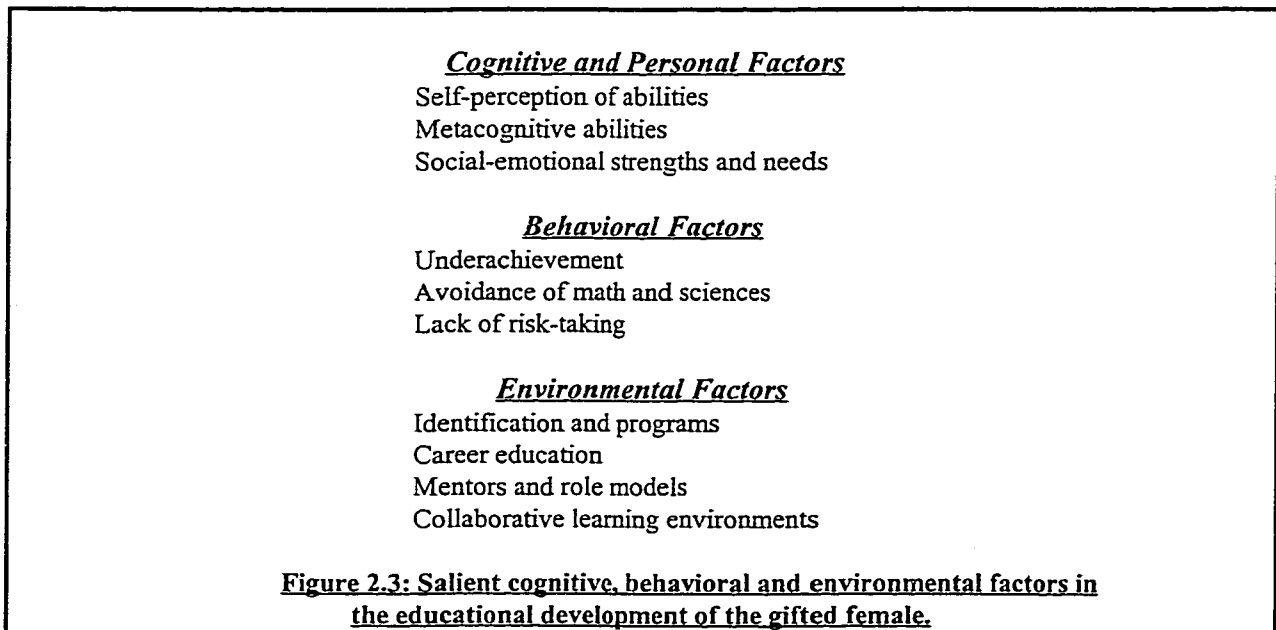 Cognitive and Personal Factors
Self-perception of abilities
Metacognitive abilities
Social-emotional strengths and needs
Behavioral Factors
Underachievement
Avoidance of math and sciences
Lack of risk-taking
Environmental Factors
Identification and programs
Career education
Mentors and role models
Collaborative learning environments
Figure 2.3: Salient cognitive, behavioral and environmental factors in
the educational development of the gifted female.